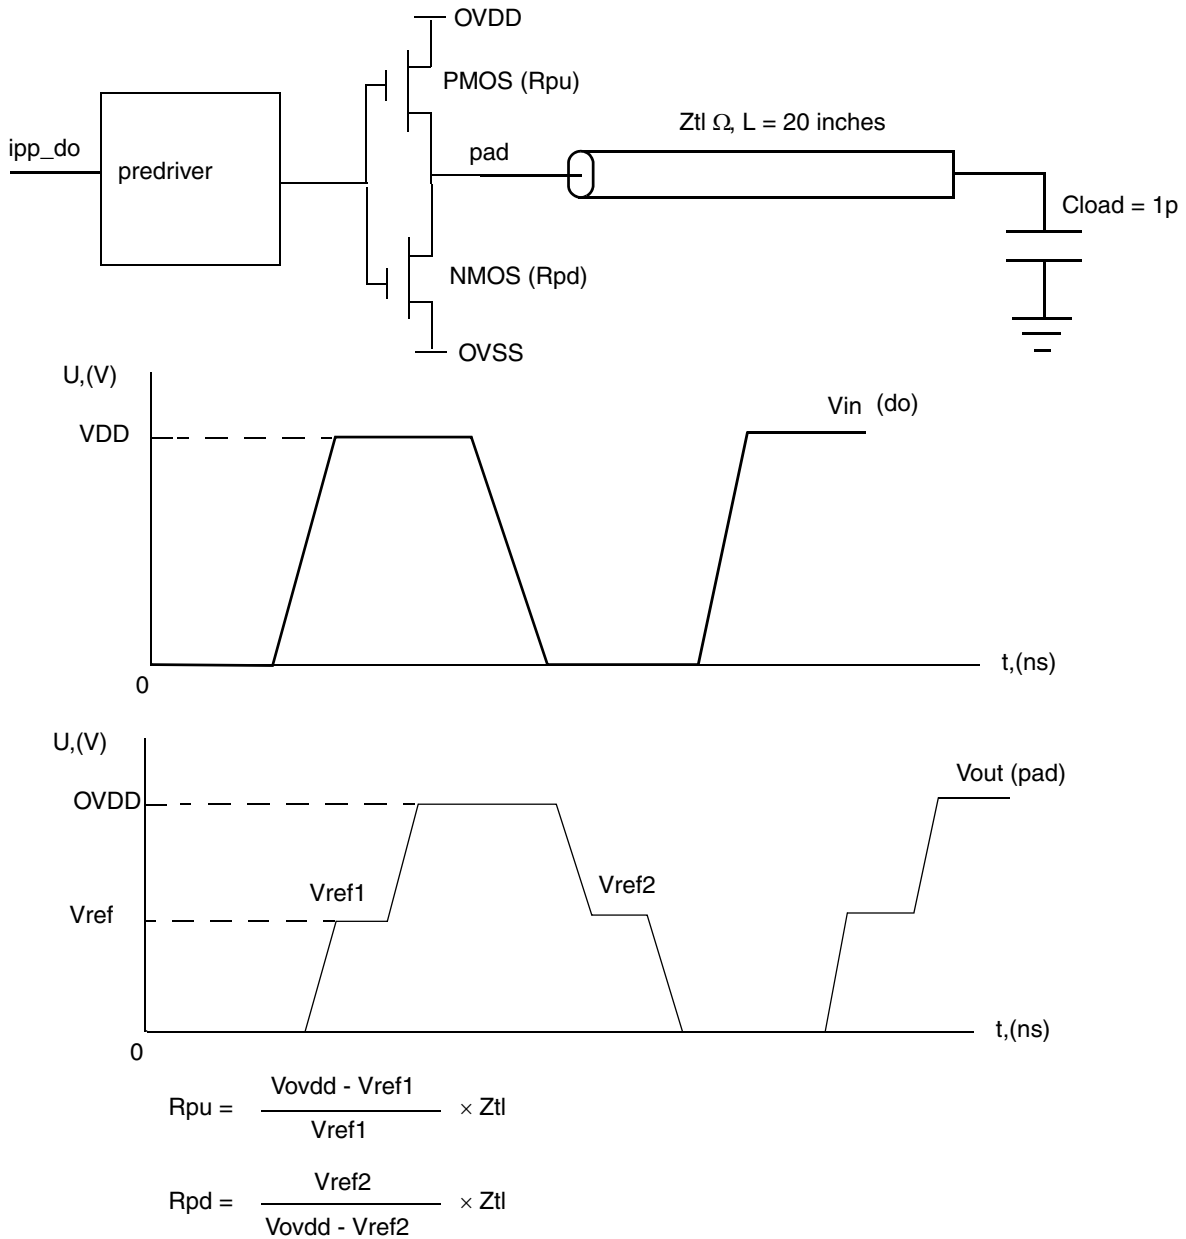 OVDD
PMOS (Rpu)
Ztl Ω, L = 20 inches
ipp_do
predriver
pad
Cload = 1p
NMOS (Rpd)
OVSS
U,(V)
Vin (do)
VDD
t,(ns)
0
U,(V)
Vout (pad)
OVDD
Vref1
Vref2
Vref
t,(ns)
0
Vovdd - Vref1
Rpu = × Ztl
Vref1
Vref2
Rpd = × Ztl
Vovdd - Vref2